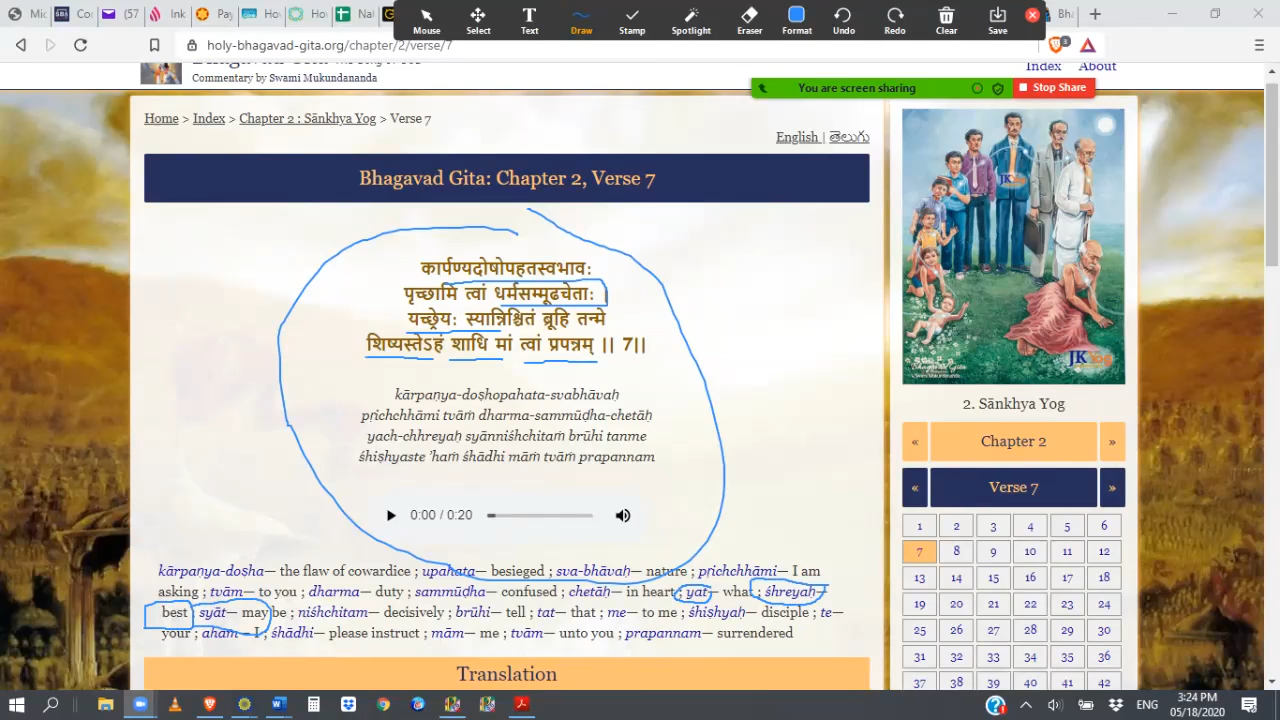 Mouse Select Text Draw Stamp Spotlight Eraser Format Undo Redo Clear Save
holy-bhagavad-gita.org/chapter/2/verse/7
Commentary by Swami Mukundananda
Index About
You are screen sharing Stop Share
Home > Index > Chapter 2 : Sānkhya Yog > Verse 7
English | తెలుగు
Bhagavad Gita: Chapter 2, Verse 7
कार्पण्यदोषोपहतस्वभावः
पृच्छामि त्वां धर्मसम्मूढचेताः |
यच्छ्रेयः स्यान्निश्चितं ब्रूहि तन्मे
शिष्यस्तेऽहं शाधि मां त्वां प्रपन्नम् || 7||
kārpaṇya-doṣhopahata-svabhāvaḥ
pṛichchhāmi tvāṁ dharma-sammūḍha-chetāḥ
yach-chhreyaḥ syānniśhchitaṁ brūhi tanme
śhiṣhyaste 'haṁ śhādhi māṁ tvāṁ prapannam
0:00 / 0:20
kārpaṇya-doṣha— the flaw of cowardice ; upahata— besieged ; sva-bhāvaḥ— nature ; pṛichchhāmi— I am
asking ; tvām— to you ; dharma— duty ; sammūḍha— confused ; chetāḥ— in heart ; yat— what ; śhreyaḥ—
best ; syāt— may be ; niśhchitam— decisively ; brūhi— tell ; tat— that ; me— to me ; śhiṣhyaḥ— disciple ; te—
your ; aham— I ; śhādhi— please instruct ; mām— me ; tvām— unto you ; prapannam— surrendered
Translation
JKYog
2. Sānkhya Yog
« Chapter 2 »
« Verse 7 »
1 2 3 4 5 6
7 8 9 10 11 12
13 14 15 16 17 18
19 20 21 22 23 24
25 26 27 28 29 30
31 32 33 34 35 36
37 38 39 40 41 42
3:24 PM
ENG
05/18/2020